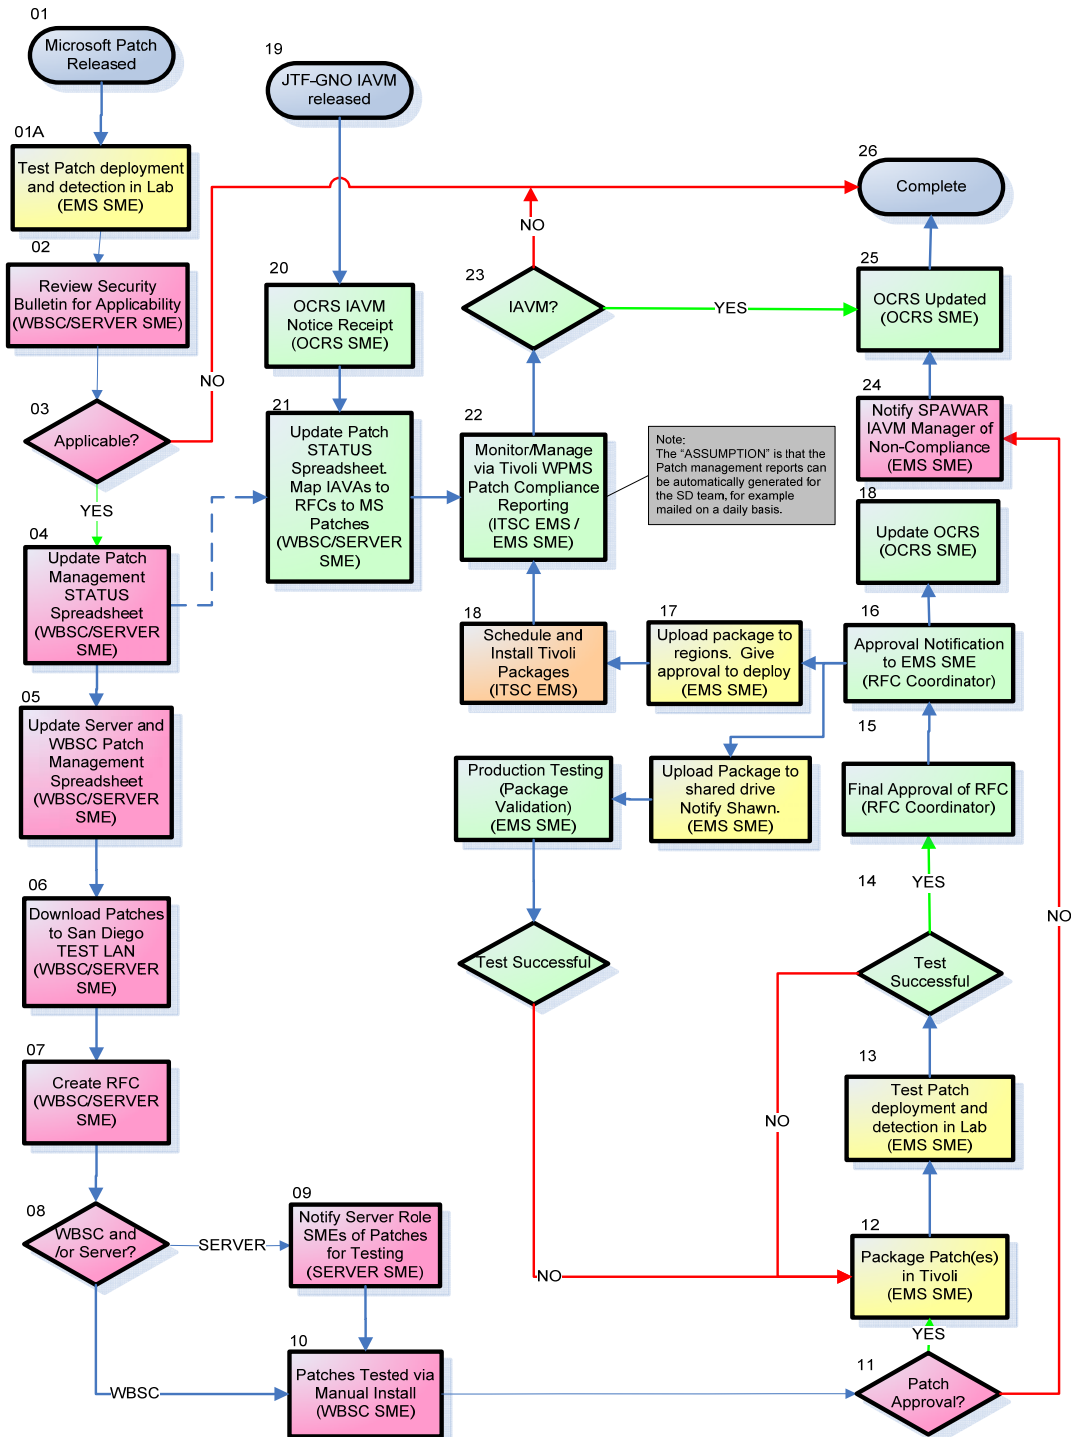 01
Microsoft Patch
Released
19
JTF-GNO IAVM
released
01A
Test Patch deployment
and detection in Lab
(EMS SME)
26
Complete
NO
02
Review Security
Bulletin for Applicability
(WBSC/SERVER SME)
20
OCRS IAVM
Notice Receipt
(OCRS SME)
23
IAVM?
YES
25
OCRS Updated
(OCRS SME)
NO
03
Applicable?
YES
21
Update Patch
STATUS
Spreadsheet.
Map IAVAs to
RFCs to MS
Patches
(WBSC/SERVER
SME)
22
Monitor/Manage
via Tivoli WPMS
Patch Compliance
Reporting
(ITSC EMS /
EMS SME)
Note:
The “ASSUMPTION” is that the
Patch management reports can
be automatically generated for
the SD team, for example
mailed on a daily basis.
24
Notify SPAWAR
IAVM Manager of
Non-Compliance
(EMS SME)
18
Update OCRS
(OCRS SME)
04
Update Patch
Management
STATUS
Spreadsheet
(WBSC/SERVER
SME)
18
Schedule and
Install Tivoli
Packages
(ITSC EMS)
17
Upload package to
regions. Give
approval to deploy
(EMS SME)
16
Approval Notification
to EMS SME
(RFC Coordinator)
05
Update Server and
WBSC Patch
Management
Spreadsheet
(WBSC/SERVER
SME)
Production Testing
(Package
Validation)
(EMS SME)
Upload Package to
shared drive
Notify Shawn.
(EMS SME)
15
Final Approval of RFC
(RFC Coordinator)
06
Download Patches
to San Diego
TEST LAN
(WBSC/SERVER
SME)
Test Successful
14
YES
Test
Successful
NO
07
Create RFC
(WBSC/SERVER
SME)
13
Test Patch
deployment and
detection in Lab
(EMS SME)
NO
08
WBSC and
/or Server?
SERVER
09
Notify Server Role
SMEs of Patches
for Testing
(SERVER SME)
NO
12
Package Patch(es)
in Tivoli
(EMS SME)
YES
WBSC
10
Patches Tested via
Manual Install
(WBSC SME)
11
Patch
Approval?